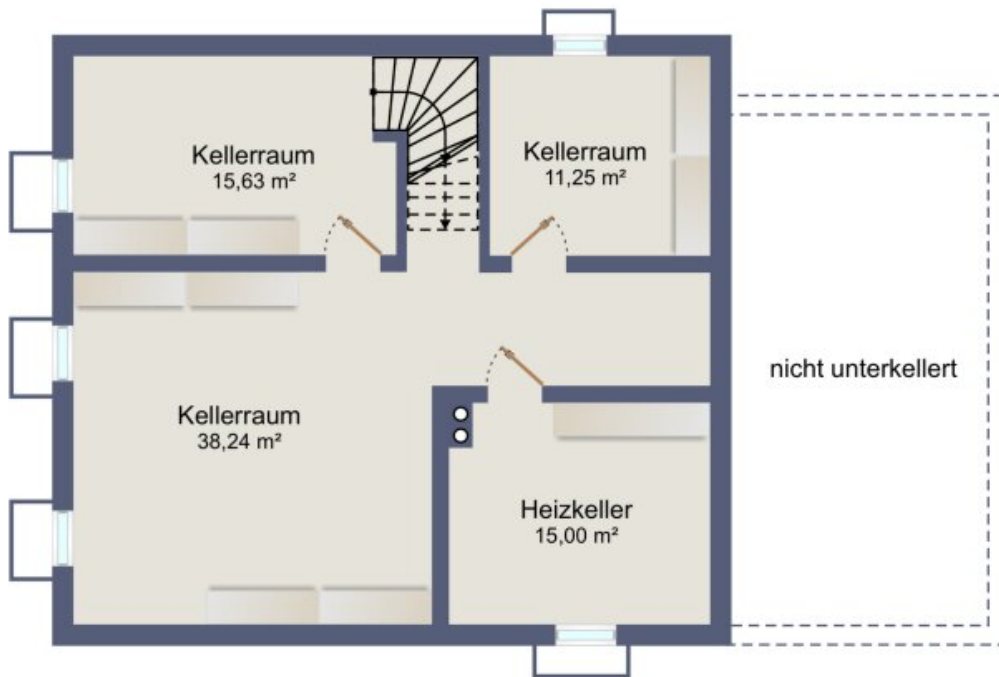 Kellerraum
15,63 m²
Kellerraum
11,25 m²
nicht unterkellert
Kellerraum
38,24 m²
Heizkeller
15,00 m²